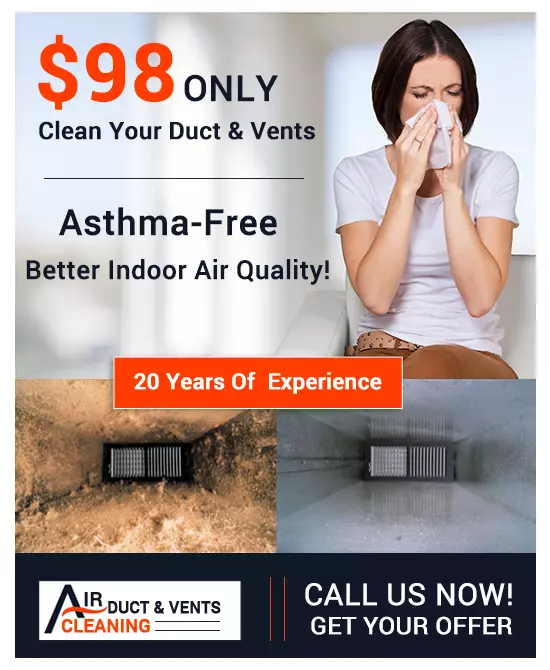 $98 ONLY
Clean Your Duct & Vents
Asthma-Free
Better Indoor Air Quality!
20 Years Of Experience
AIR
DUCT & VENTS
CLEANING
CALL US NOW!
GET YOUR OFFER